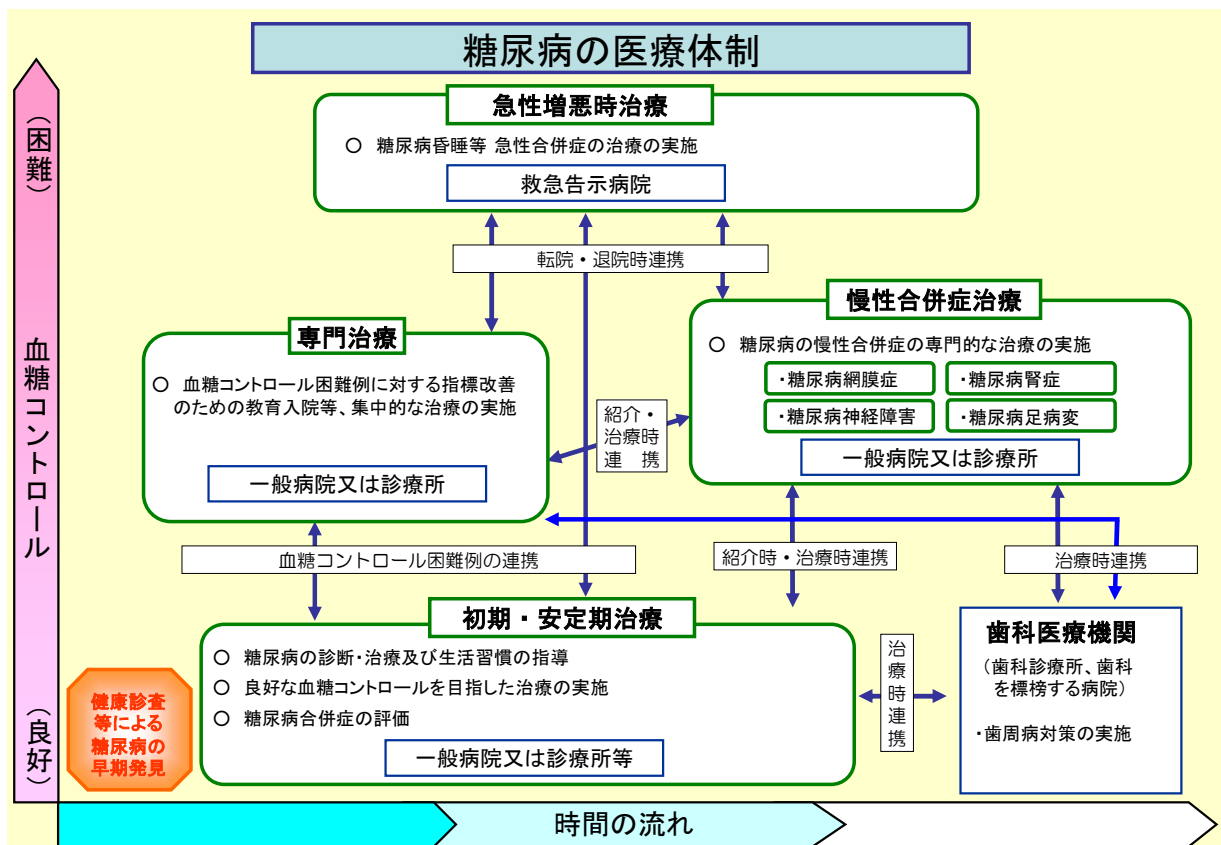 糖尿病の医療体制
(困難)
血糖コントロール
(良好)
急性増悪時治療
○ 糖尿病昏睡等 急性合併症の治療の実施
救急告示病院
転院・退院時連携
専門治療
○ 血糖コントロール困難例に対する指標改善
のための教育入院等、集中的な治療の実施
一般病院又は診療所
紹介・
治療時
連 携
慢性合併症治療
○ 糖尿病の慢性合併症の専門的な治療の実施
・糖尿病網膜症
・糖尿病腎症
・糖尿病神経障害
・糖尿病足病変
一般病院又は診療所
血糖コントロール困難例の連携
紹介時・治療時連携
治療時連携
初期・安定期治療
○ 糖尿病の診断・治療及び生活習慣の指導
○ 良好な血糖コントロールを目指した治療の実施
○ 糖尿病合併症の評価
一般病院又は診療所等
治療時連携
歯科医療機関
(歯科診療所、歯科
を標榜する病院)
・歯周病対策の実施
健康診査
等による
糖尿病の
早期発見
時間の流れ